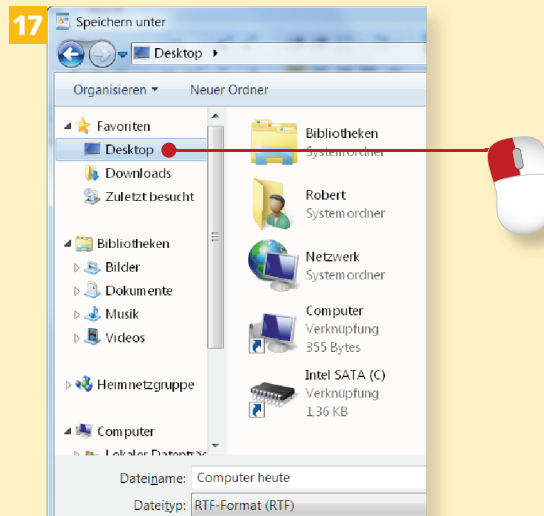 17
Speichern unter
Desktop
Organisieren Neuer Ordner
Favoriten
Desktop
Downloads
Zuletzt besucht
Bibliotheken
Bilder
Dokumente
Musik
Videos
Heimnetzgruppe
Computer
Lokaler Datenträg
Bibliotheken
Systemordner
Robert
Systemordner
Netzwerk
Systemordner
Computer
Verknüpfung
355 Bytes
Intel SATA (C)
Verknüpfung
1,36 KB
Dateiname: Computer heute
Dateityp: RTF-Format (RTF)